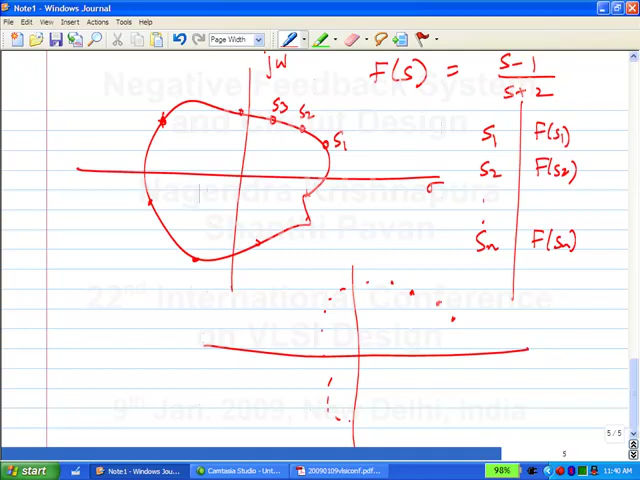 Note1 - Windows Journal
File Edit View Insert Actions Tools Help
Page Width
Negative Feedback System
and Layout Design
Nagendra Krishnapura
Shanthi Pavan
22nd International Conference
on VLSI Design
9th Jan. 2009, New Delhi, India
jω
F(s) = s-1
s+2
s3
s2
s1
σ
s1 F(s1)
s2 F(s2)
sn F(sn)
5/5
5
start
Note1 - Windows Jou...
Camtasia Studio - Unt...
20090109vlsiconf.pdf...
98%
11:40 AM